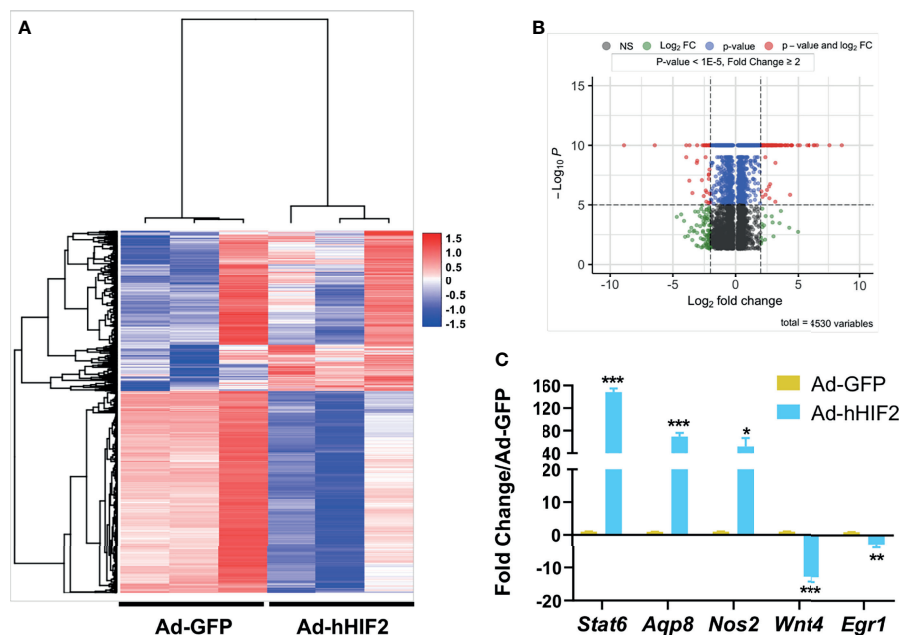 A
1.5
1.0
0.5
0
-0.5
-1.0
-1.5
Ad-GFP Ad-hHIF2
B
NS Log2 FC p-value p – value and log2 FC
P-value < 1E-5, Fold Change ≥ 2
15
10
5
0
–Log10 P
-10 -5 0 5 10
Log2 fold change
total = 4530 variables
C
Ad-GFP
Ad-hHIF2
Fold Change/Ad-GFP
160
120
80
40
20
10
0
-10
-20
***
***
*
***
**
Stat6 Aqp8 Nos2 Wnt4 Egr1